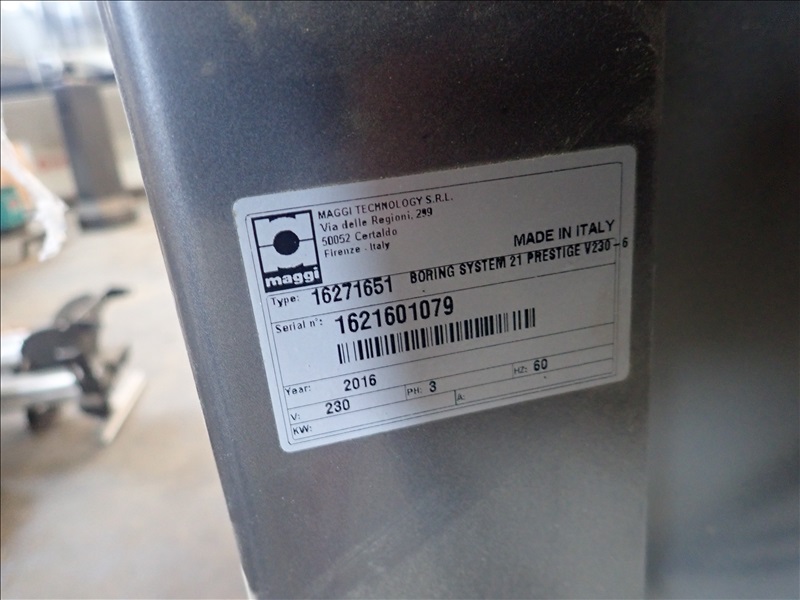 MAGGI TECHNOLOGY S.R.L.
Via delle Regioni, 299
50052 Certaldo
Firenze - Italy
maggi
MADE IN ITALY
Type: 16271651 BORING SYSTEM 21 PRESTIGE V230-6
Serial n°: 1621601079
Year: 2016
V: 230 PH: 3 A: HZ: 60
KW: